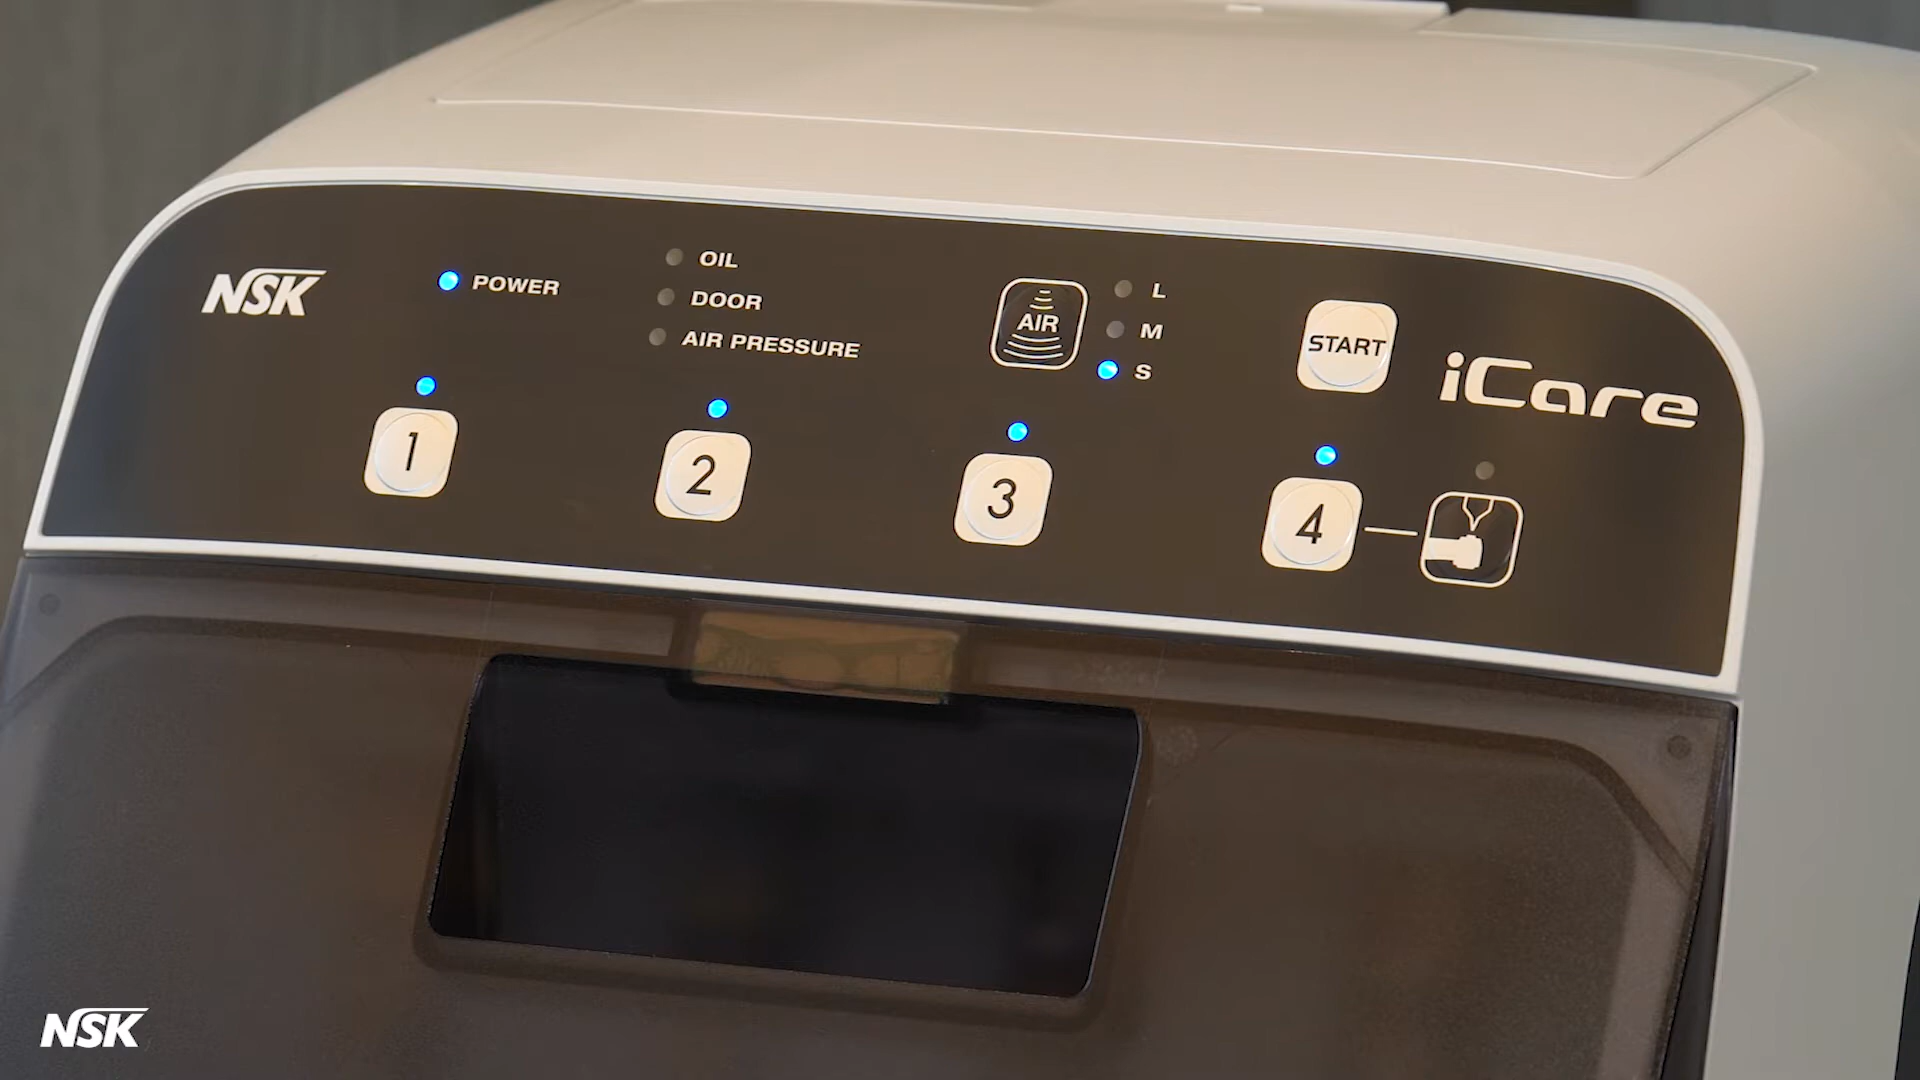 NSK
POWER
OIL
DOOR
AIR PRESSURE
AIR
L
M
S
START
iCare
1
2
3
4
NSK